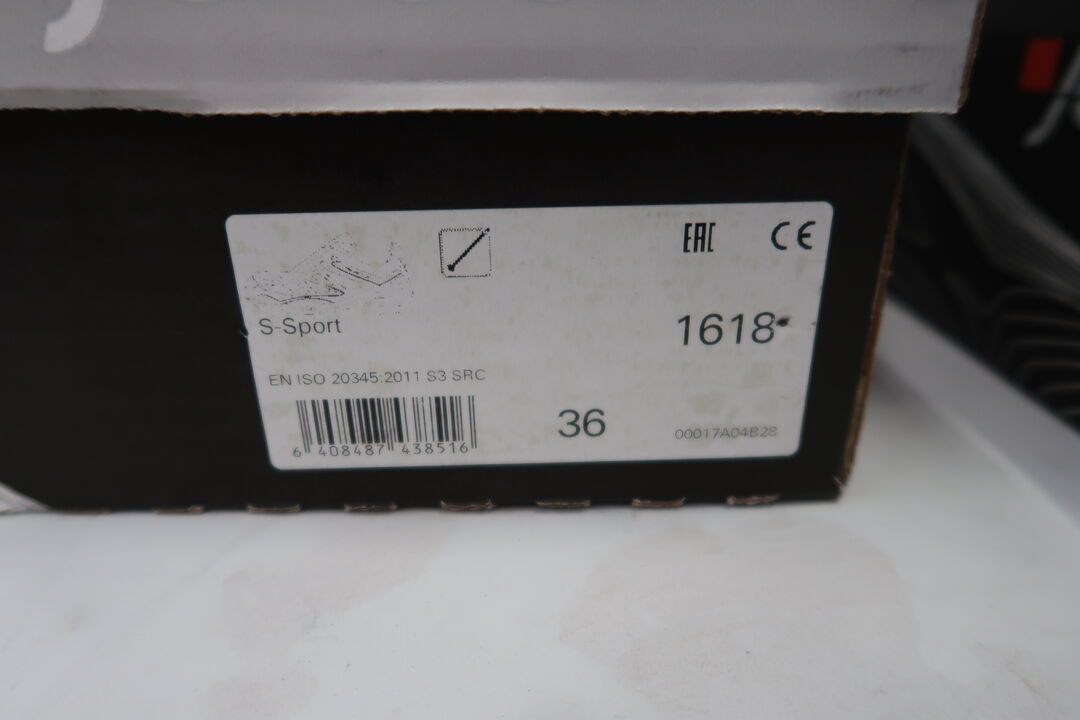 EAC CE
S-Sport
1618
EN ISO 20345:2011 S3 SRC
6 408487 438516
36
00017A04B28